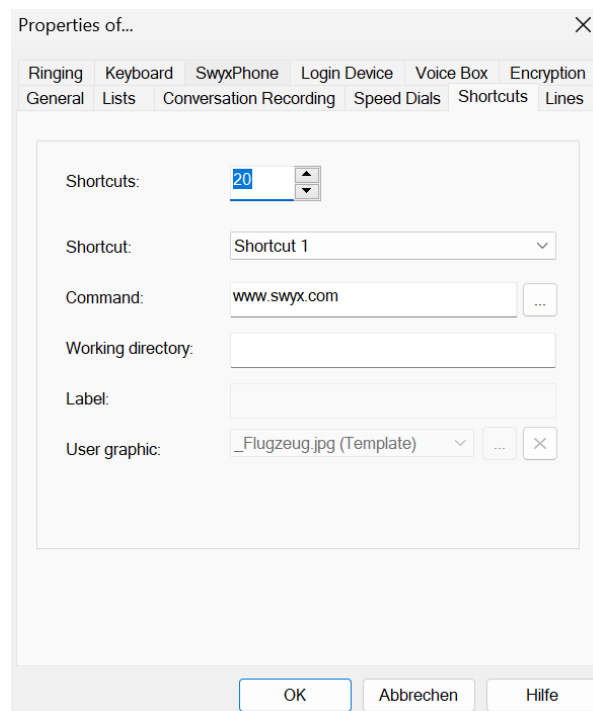 Properties of...
Ringing Keyboard SwyxPhone Login Device Voice Box Encryption
General Lists Conversation Recording Speed Dials Shortcuts Lines
Shortcuts: 20
Shortcut: Shortcut 1
Command: www.swyx.com ...
Working directory:
Label:
User graphic: _Flugzeug.jpg (Template) ...
OK Abbrechen Hilfe